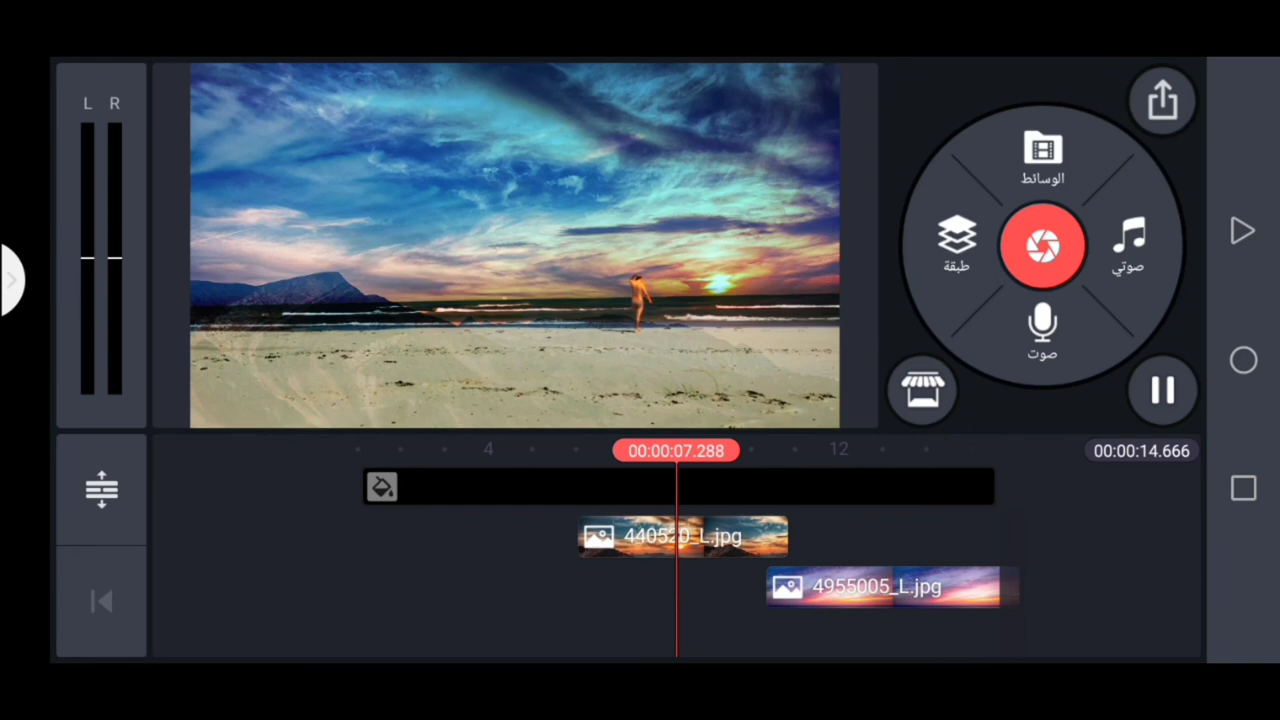 L R
الوسائط
طبقة
صوتي
صوت
4
00:00:07.288
12
00:00:14.666
440520_L.jpg
4955005_L.jpg